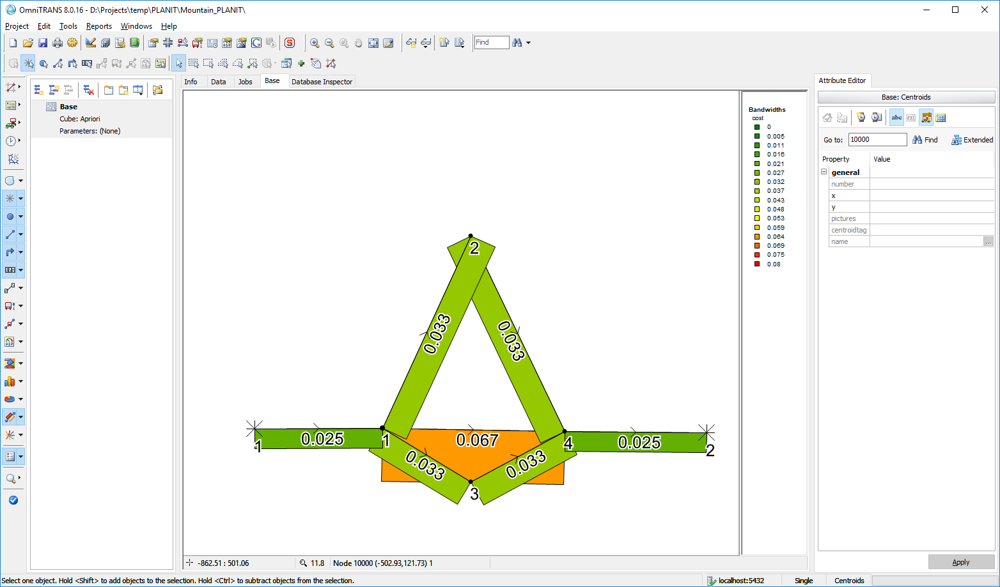 OmniTRANS 8.0.16 - D:\Projects\temp\PLANIT\Mountain_PLANIT\
Project Edit Tools Reports Windows Help
Find
Info Data Jobs Base Database Inspector
Base
Cube: Apriori
Parameters: (None)
2
0.033
0.033
1
0.025
1
0.067
4
0.025
2
0.033
0.033
3
Bandwidths
cost
0
0.005
0.011
0.016
0.021
0.027
0.032
0.037
0.043
0.048
0.053
0.059
0.064
0.069
0.075
0.08
Attribute Editor
Base: Centroids
abc
Go to: 10000 Find Extended
Property Value
general
number
x
y
pictures
centroidtag
name
...
Apply
-862.51 : 501.06 11.8 Node 10000 (-502.93,121.73) 1
Select one object. Hold <Shift> to add objects to the selection. Hold <Ctrl> to subtract objects from the selection. localhost:5432 Single Centroids